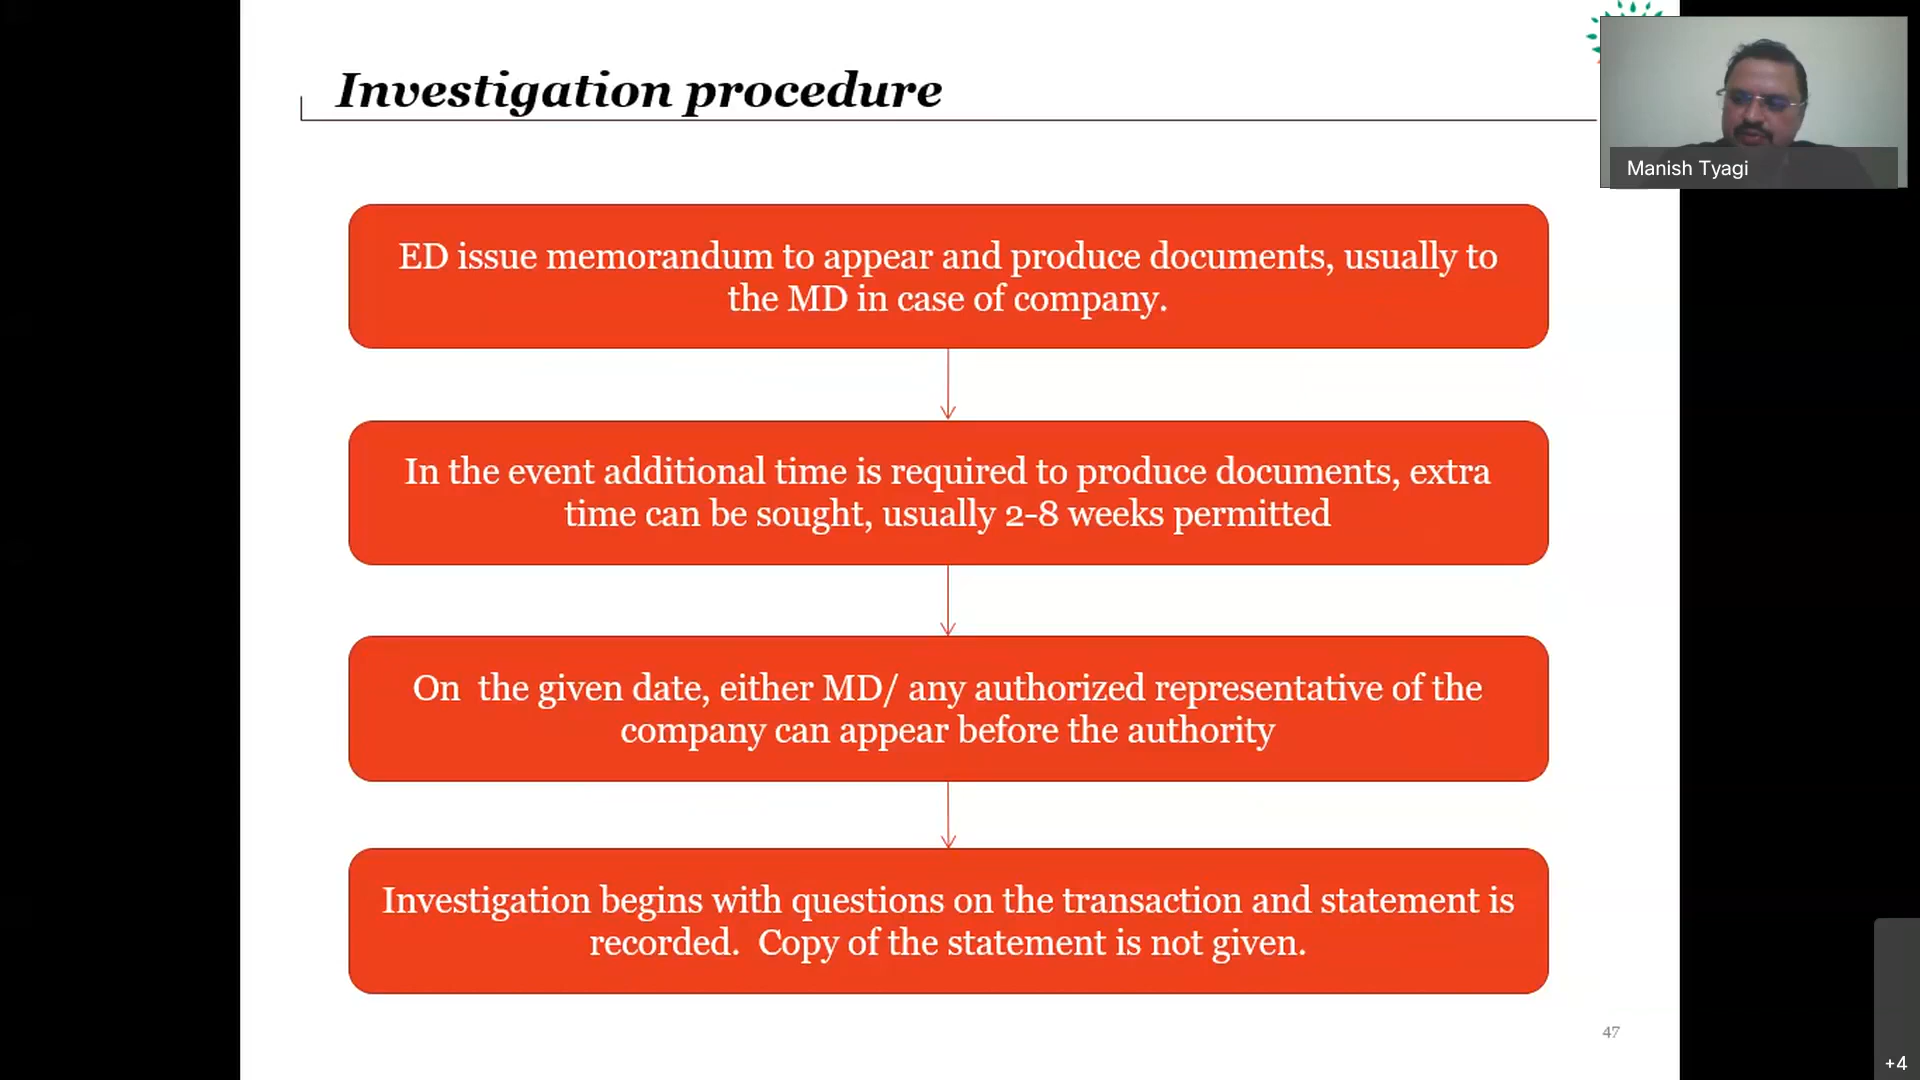 Investigation procedure
Manish Tyagi
ED issue memorandum to appear and produce documents, usually to
the MD in case of company.
In the event additional time is required to produce documents, extra
time can be sought, usually 2-8 weeks permitted
On  the given date, either MD/ any authorized representative of the
company can appear before the authority
Investigation begins with questions on the transaction and statement is
recorded.  Copy of the statement is not given.
47
+4